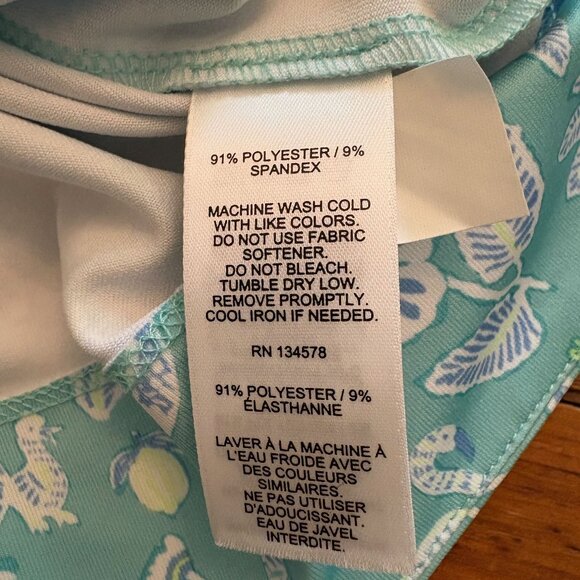 91% POLYESTER / 9%
SPANDEX
MACHINE WASH COLD
WITH LIKE COLORS.
DO NOT USE FABRIC
SOFTENER.
DO NOT BLEACH.
TUMBLE DRY LOW.
REMOVE PROMPTLY.
COOL IRON IF NEEDED.
RN 134578
91% POLYESTER / 9%
ÉLASTHANNE
LAVER À LA MACHINE À
L'EAU FROIDE AVEC
DES COULEURS
SIMILAIRES.
NE PAS UTILISER
D'ADOUCISSANT.
EAU DE JAVEL
INTERDITE.